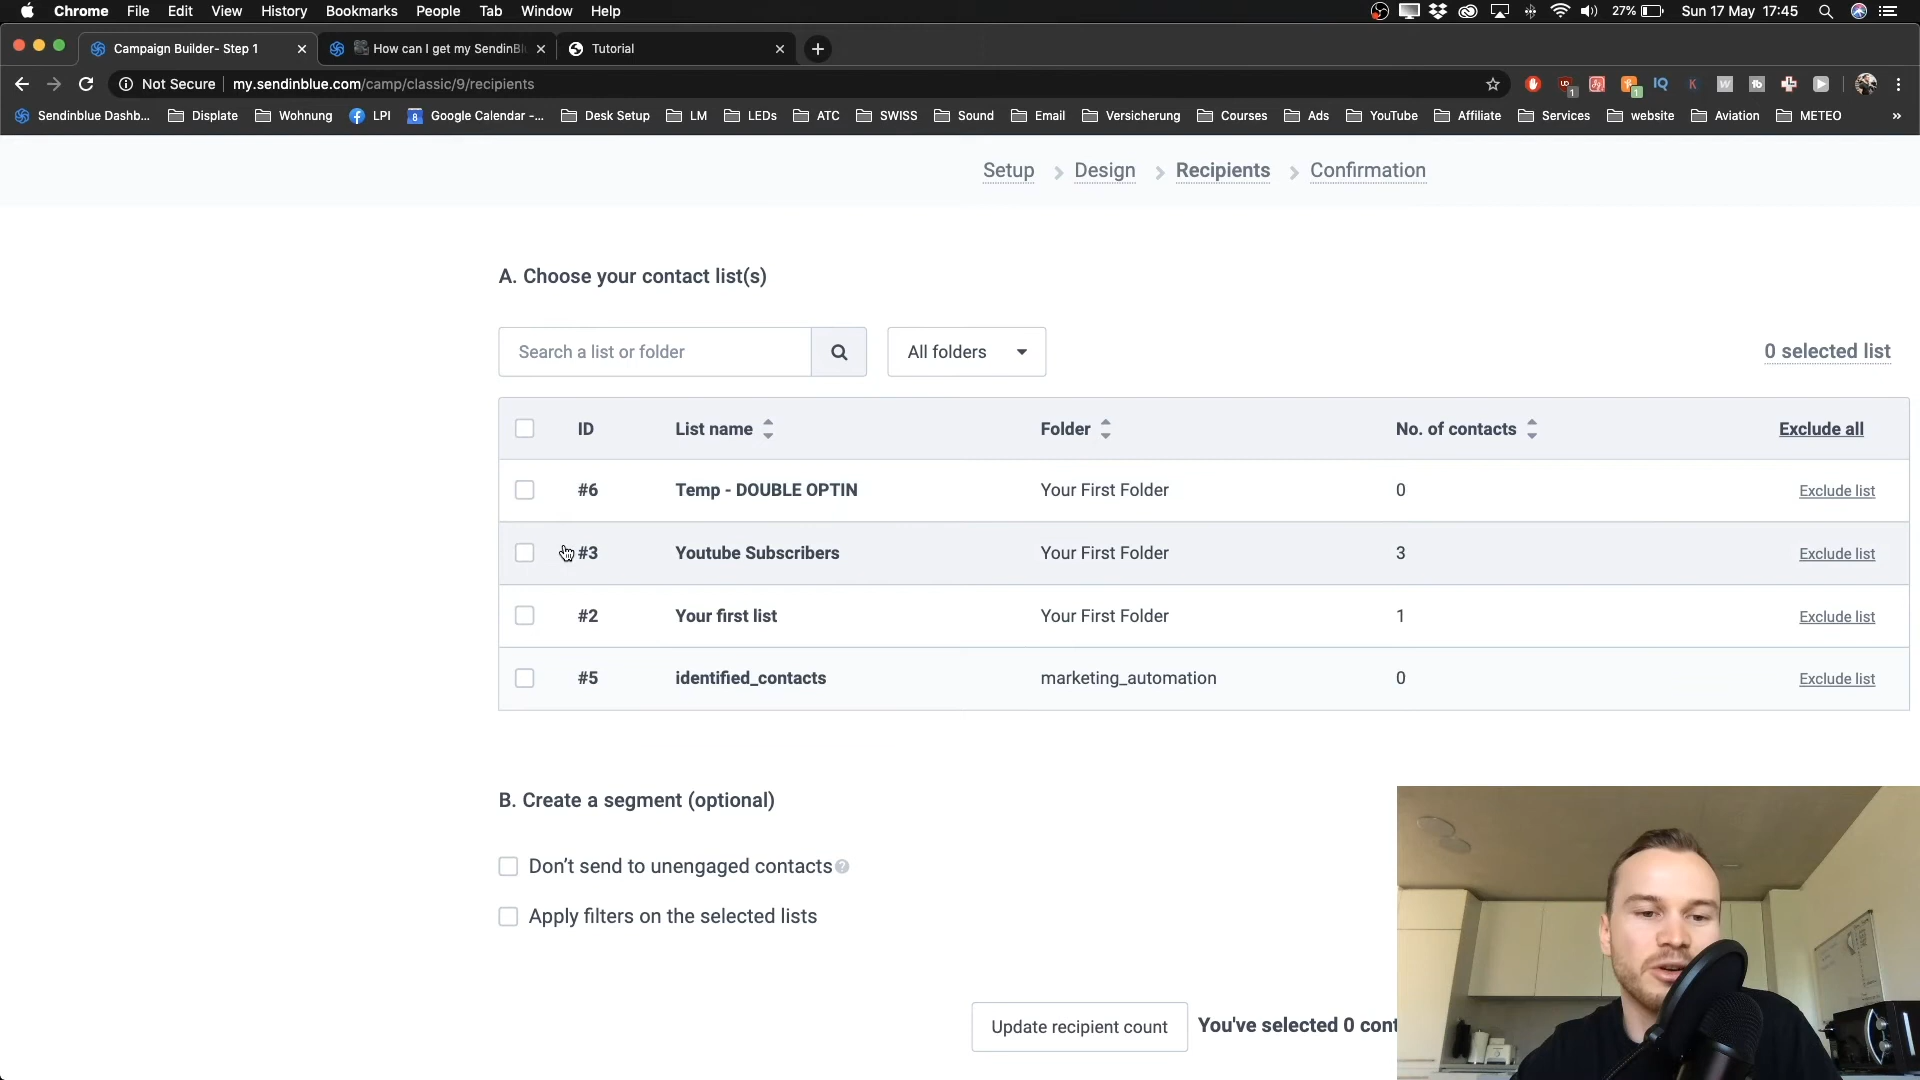 Chrome File Edit View History Bookmarks People Tab Window Help 27% Sun 17 May 17:45
Campaign Builder- Step 1 How can I get my SendinBl Tutorial
Not Secure my.sendinblue.com/camp/classic/9/recipients
Sendinblue Dashb... Displate Wohnung LPI Google Calendar -... Desk Setup LM LEDs ATC SWISS Sound Email Versicherung Courses Ads YouTube Affiliate Services website Aviation METEO »
Setup Design Recipients Confirmation
A. Choose your contact list(s)
Search a list or folder All folders 0 selected list
ID List name Folder No. of contacts Exclude all
#6 Temp - DOUBLE OPTIN Your First Folder 0 Exclude list
#3 Youtube Subscribers Your First Folder 3 Exclude list
#2 Your first list Your First Folder 1 Exclude list
#5 identified_contacts marketing_automation 0 Exclude list
B. Create a segment (optional)
Don’t send to unengaged contacts ?
Apply filters on the selected lists
Update recipient count You've selected 0 cont